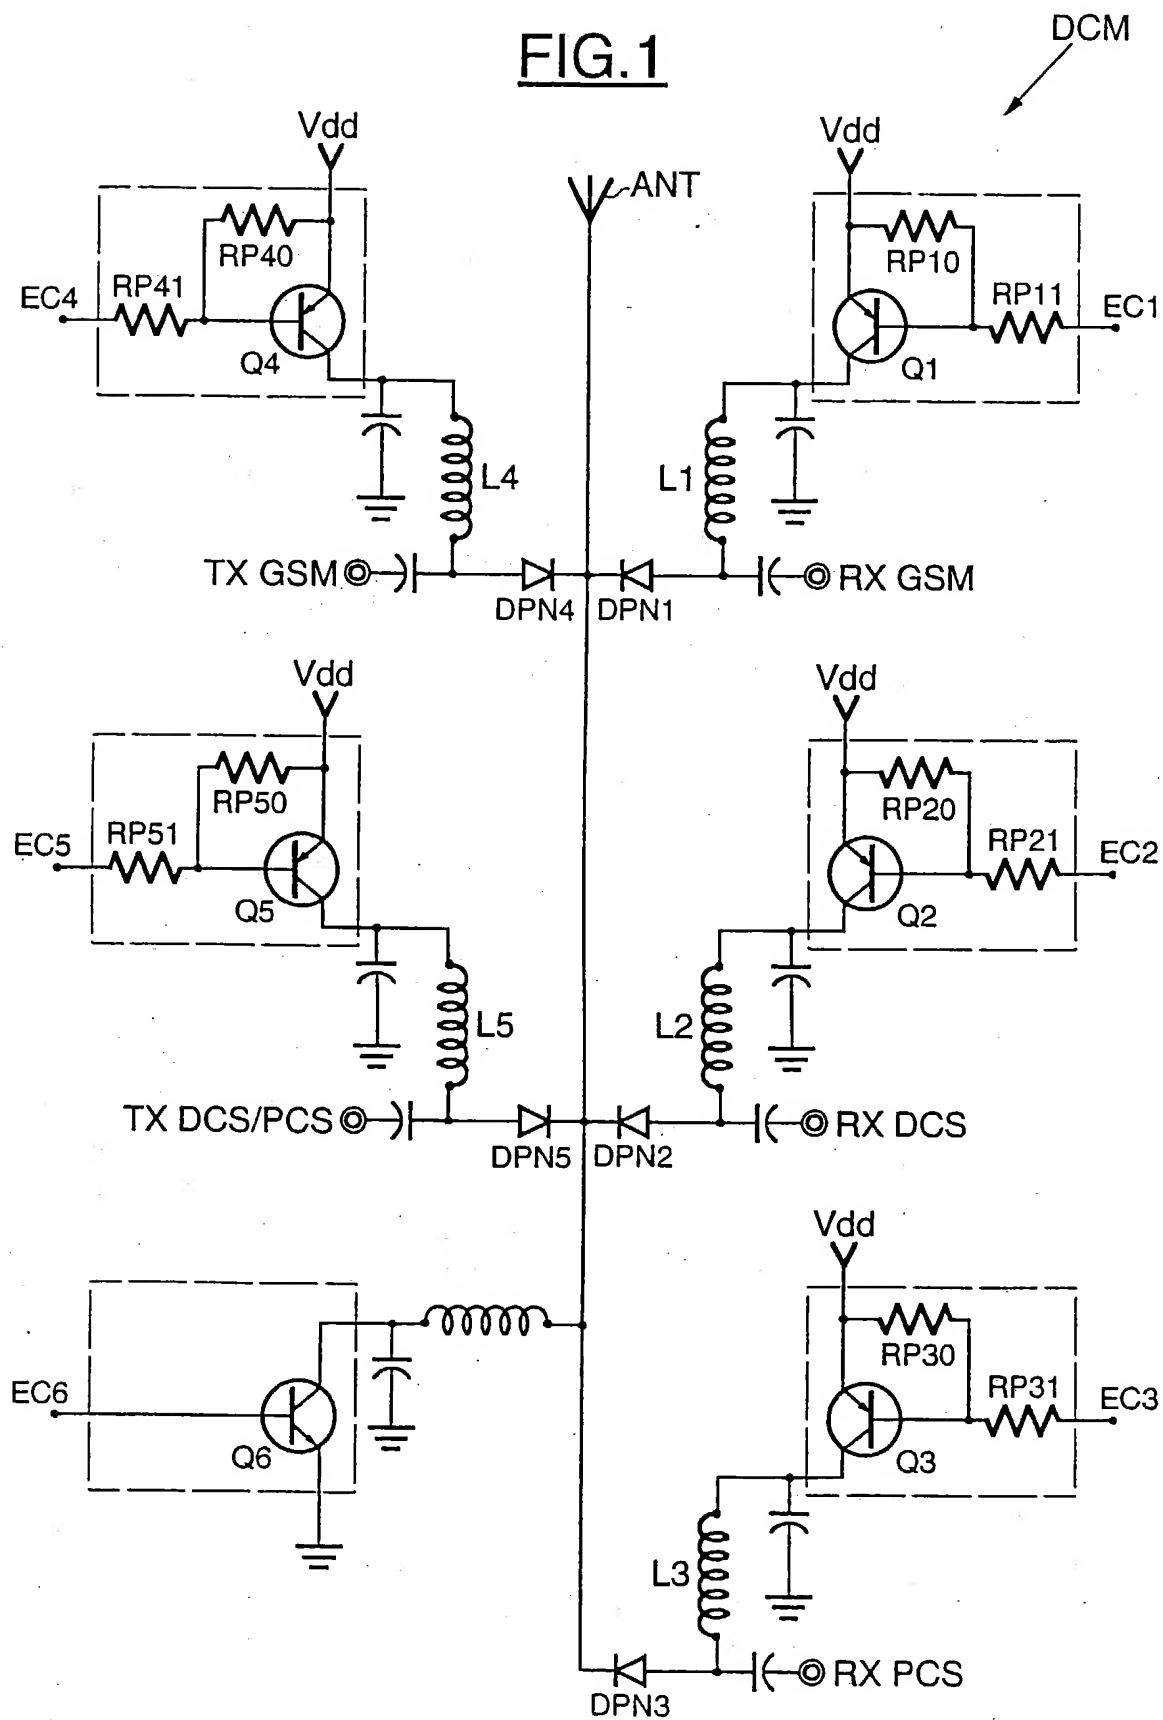 FIG.1
DCM
Vdd
Vdd
ANT
RP40
RP10
EC4
RP41
RP11
EC1
Q4
Q1
L4
L1
TX GSM
RX GSM
DPN4
DPN1
Vdd
Vdd
RP50
RP20
EC5
RP51
RP21
EC2
Q5
Q2
L5
L2
TX DCS/PCS
RX DCS
DPN5
DPN2
Vdd
RP30
EC6
RP31
EC3
Q6
Q3
L3
RX PCS
DPN3